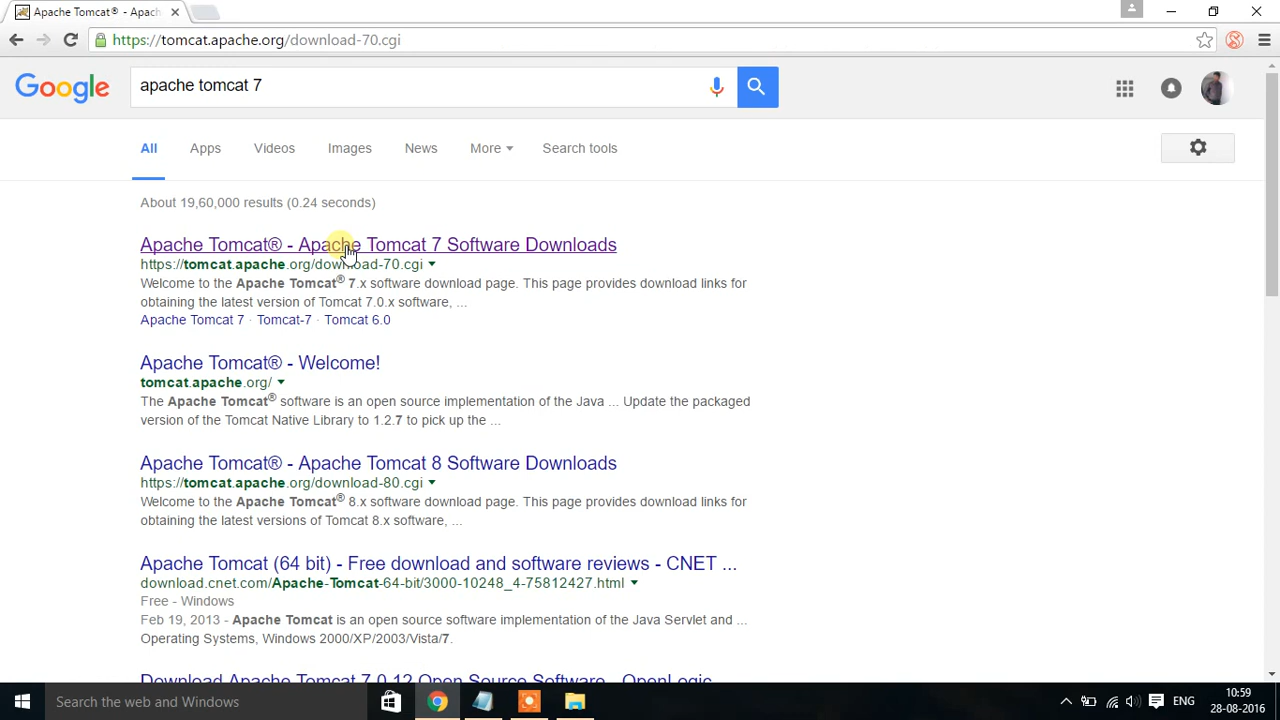 Apache Tomcat® - Apach
https://tomcat.apache.org/download-70.cgi
Google
apache tomcat 7
All Apps Videos Images News More Search tools
About 19,60,000 results (0.24 seconds)
Apache Tomcat® - Apache Tomcat 7 Software Downloads
https://tomcat.apache.org/download-70.cgi
Welcome to the Apache Tomcat® 7.x software download page. This page provides download links for
obtaining the latest version of Tomcat 7.0.x software, ...
Apache Tomcat 7 · Tomcat-7 · Tomcat 6.0
Apache Tomcat® - Welcome!
tomcat.apache.org/
The Apache Tomcat® software is an open source implementation of the Java ... Update the packaged
version of the Tomcat Native Library to 1.2.7 to pick up the ...
Apache Tomcat® - Apache Tomcat 8 Software Downloads
https://tomcat.apache.org/download-80.cgi
Welcome to the Apache Tomcat® 8.x software download page. This page provides download links for
obtaining the latest versions of Tomcat 8.x software, ...
Apache Tomcat (64 bit) - Free download and software reviews - CNET ...
download.cnet.com/Apache-Tomcat-64-bit/3000-10248_4-75812427.html
Free - Windows
Feb 19, 2013 - Apache Tomcat is an open source software implementation of the Java Servlet and ...
Operating Systems, Windows 2000/XP/2003/Vista/7.
Download Apache Tomcat 7.0.12 Open Source Software - OpenLogic
Search the web and Windows
ENG
10:59
28-08-2016